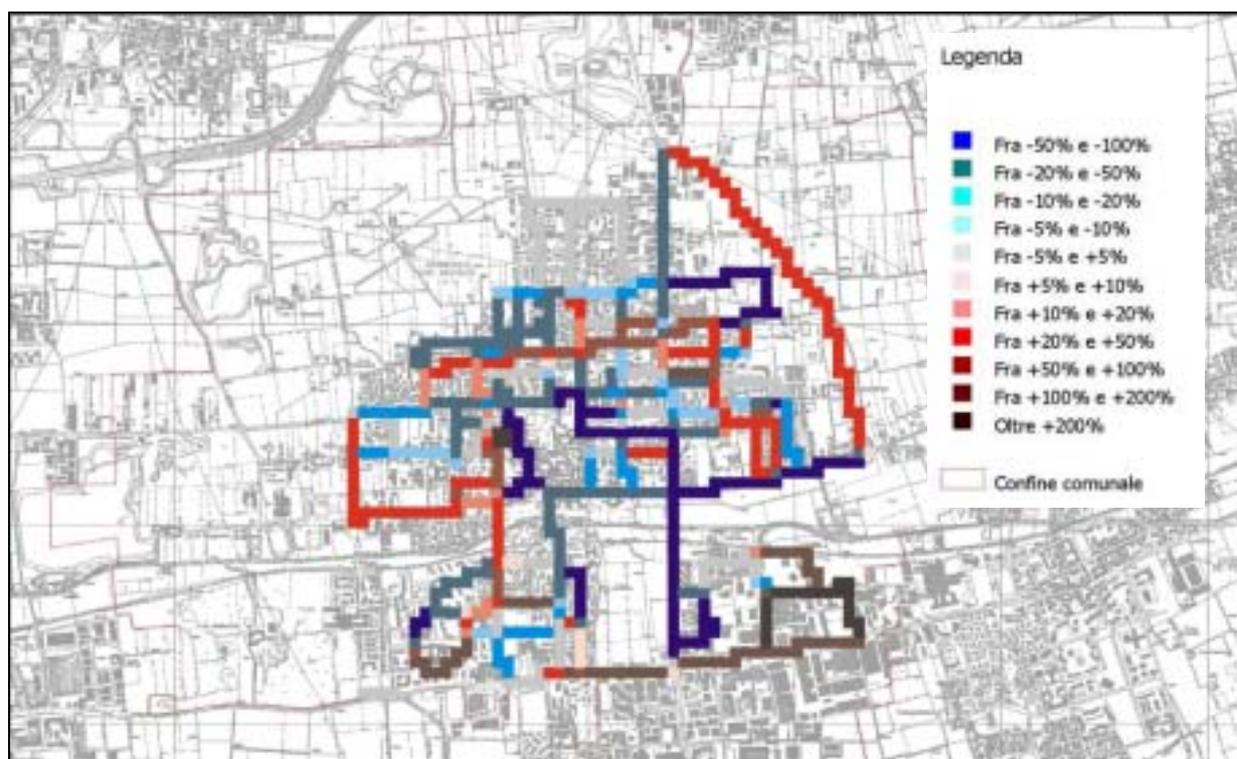 Legenda
Fra -50% e -100%
Fra -20% e -50%
Fra -10% e -20%
Fra -5% e -10%
Fra -5% e +5%
Fra +5% e +10%
Fra +10% e +20%
Fra +20% e +50%
Fra +50% e +100%
Fra +100% e +200%
Oltre +200%
Confine comunale